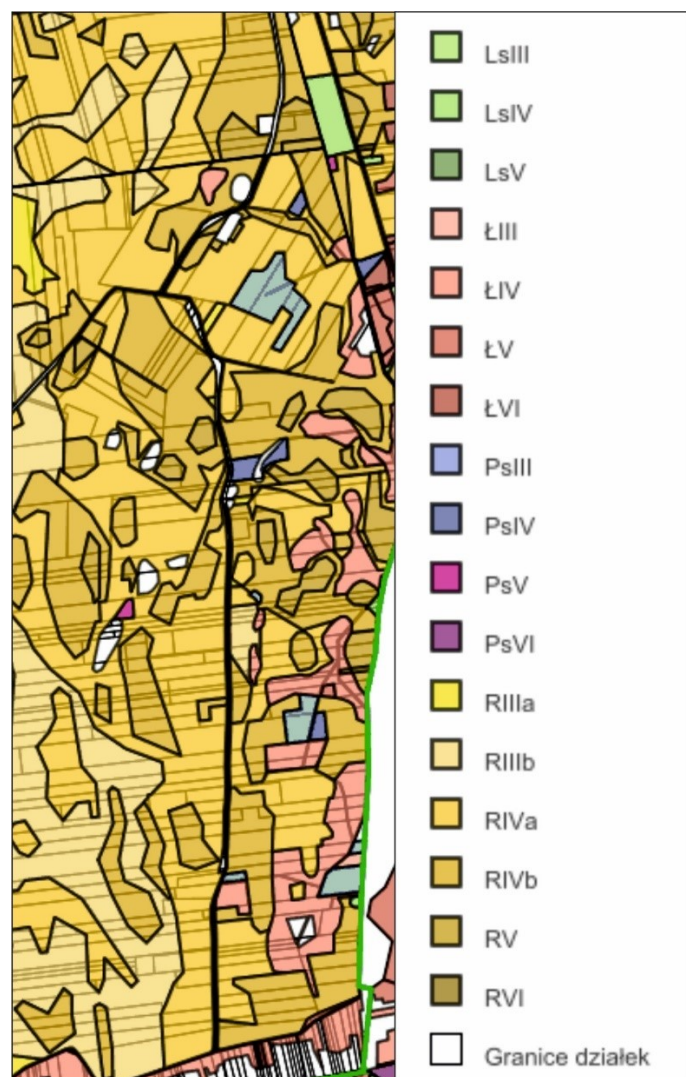 LsIII
LsIV
LsV
ŁIII
ŁIV
ŁV
ŁVI
PsIII
PsIV
PsV
PsVI
RIIIa
RIIIb
RIVa
RIVb
RV
RVI
Granice działek